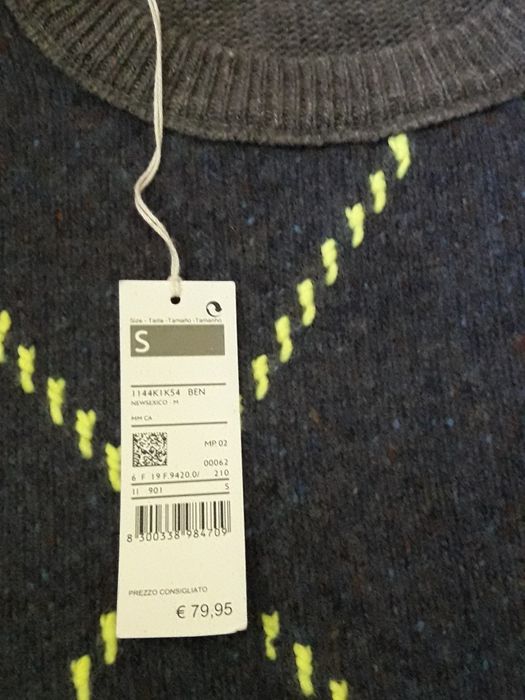 Size - Taille - Tamaño - Tamanho
S
1144K1K54 BEN
NEWSEXICO - M
MM CA
MP 02
00062
6 F 19 F.9420.0/ 210
11 901 S
8 300338 984709
PREZZO CONSIGLIATO
€ 79,95